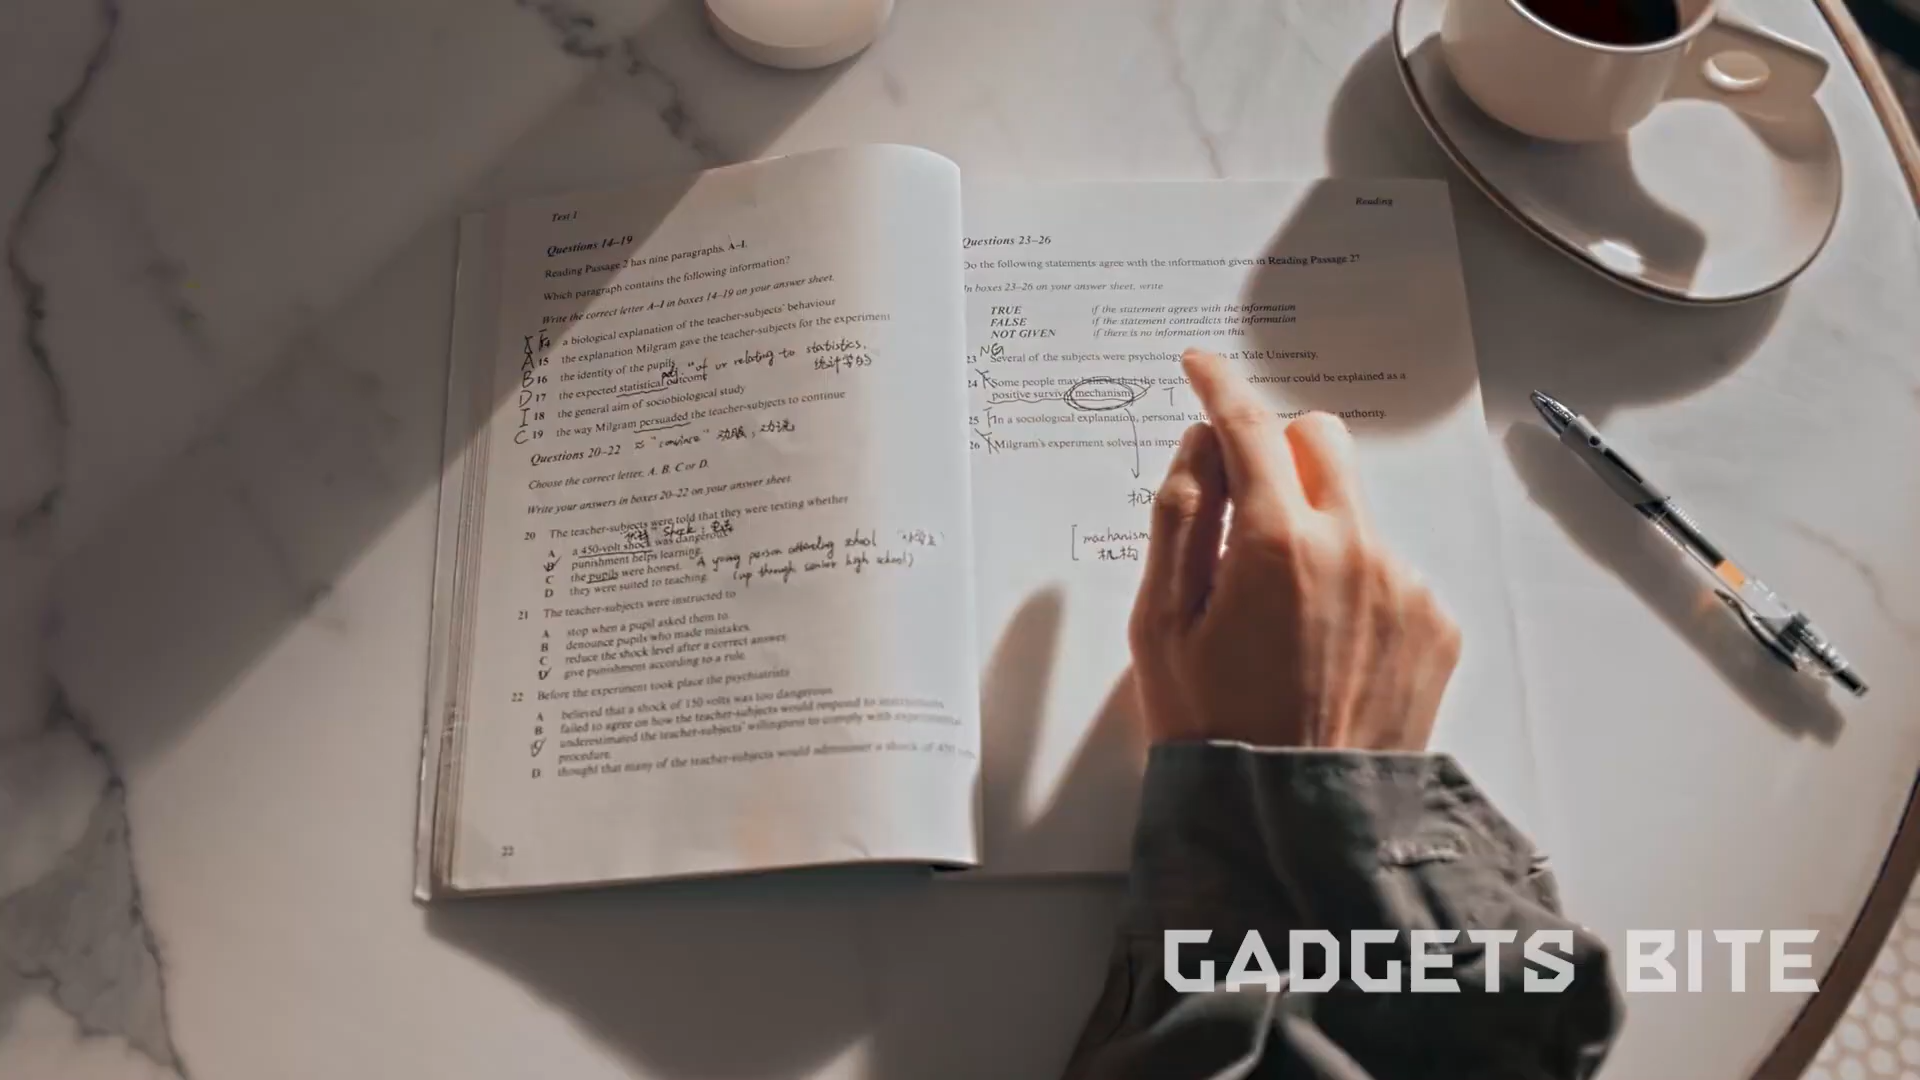 Test 1
Questions 14–19
Reading Passage 2 has nine paragraphs, A–I.
Which paragraph contains the following information?
Write the correct letter A–I in boxes 14–19 on your answer sheet.
F 14 a biological explanation of the teacher-subjects' behaviour
A 15 the explanation Milgram gave the teacher-subjects for the experiment
B 16 the identity of the pupils adj. "of or relating to statistics,
统计学的
D 17 the expected statistical outcome
I 18 the general aim of sociobiological study
C 19 the way Milgram persuaded the teacher-subjects to continue
≈ "convince" 劝服,
Questions 20–22
Choose the correct letter, A, B, C or D.
Write your answers in boxes 20–22 on your answer sheet.
20 The teacher-subjects were told that they were testing whether
shock
A a 450-volt shock was dangerous.
B punishment helps learning.
C the pupils were honest. "A young person attending school
D they were suited to teaching. (up through senior high school)
21 The teacher-subjects were instructed to
A stop when a pupil asked them to.
B denounce pupils who made mistakes.
C reduce the shock level after a correct answer.
D give punishment according to a rule.
22 Before the experiment took place the psychiatrists
A believed that a shock of 150 volts was too dangerous.
B failed to agree on how the teacher-subjects would respond to instructions.
C underestimated the teacher-subjects' willingness to comply with experimental
procedure.
D thought that many of the teacher-subjects would administer a shock of 450
22
Reading
Questions 23–26
Do the following statements agree with the information given in Reading Passage 2?
In boxes 23–26 on your answer sheet, write
TRUE if the statement agrees with the information
FALSE if the statement contradicts the information
NOT GIVEN if there is no information on this
NG
23 Several of the subjects were psychology at Yale University.
24 Some people may believe that the behaviour could be explained as a
positive survival mechanism. T
25 F In a sociological explanation, personal authority.
26 Milgram's experiment solves an
[mechanism
机构
GADGETS BITE